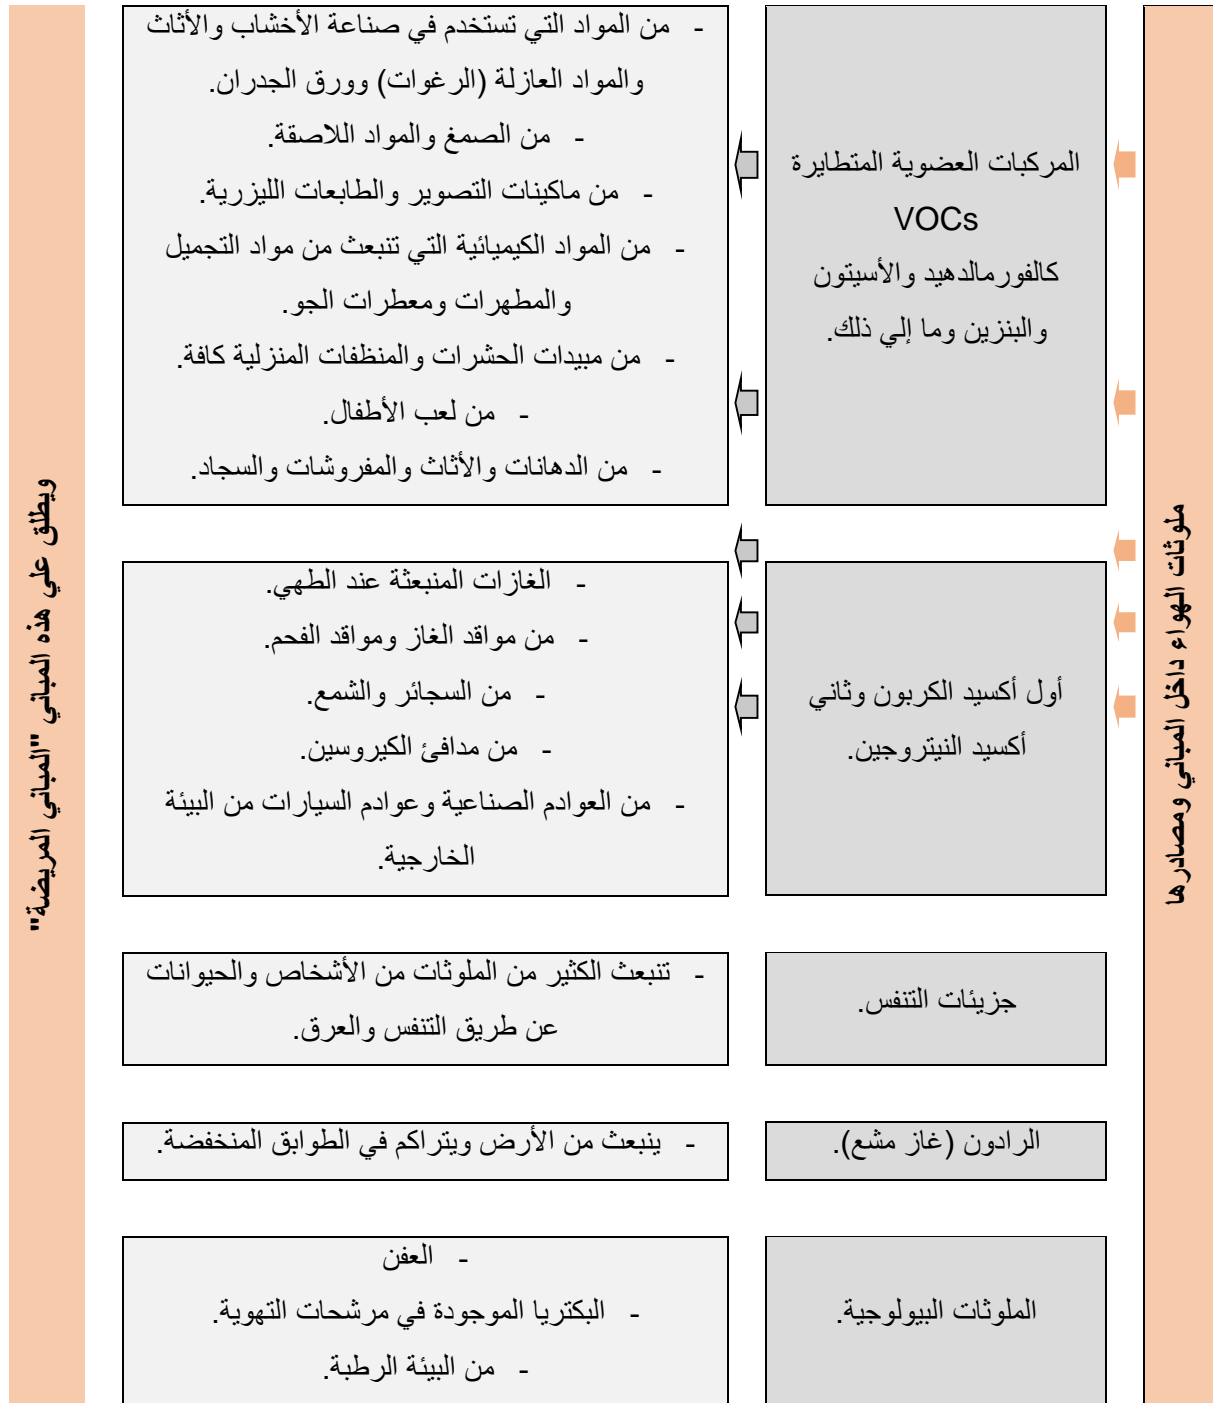 ملوثات الهواء داخل المباني ومصادرها
المركبات العضوية المتطايرة
VOCs
كالفورمالدهيد والأسيتون
والبنزين وما إلي ذلك.
- من المواد التي تستخدم في صناعة الأخشاب والأثاث
والمواد العازلة (الرغوات) وورق الجدران.
- من الصمغ والمواد اللاصقة.
- من ماكينات التصوير والطابعات الليزرية.
- من المواد الكيميائية التي تنبعث من مواد التجميل
والمطهرات ومعطرات الجو.
- من مبيدات الحشرات والمنظفات المنزلية كافة.
- من لعب الأطفال.
- من الدهانات والأثاث والمفروشات والسجاد.
أول أكسيد الكربون وثاني
أكسيد النيتروجين.
- الغازات المنبعثة عند الطهي.
- من مواقد الغاز ومواقد الفحم.
- من السجائر والشمع.
- من مدافئ الكيروسين.
- من العوادم الصناعية وعوادم السيارات من البيئة
الخارجية.
جزيئات التنفس.
- تنبعث الكثير من الملوثات من الأشخاص والحيوانات
عن طريق التنفس والعرق.
الرادون (غاز مشع).
- ينبعث من الأرض ويتراكم في الطوابق المنخفضة.
الملوثات البيولوجية.
- العفن
- البكتريا الموجودة في مرشحات التهوية.
- من البيئة الرطبة.
ويطلق علي هذه المباني "المباني المريضة"